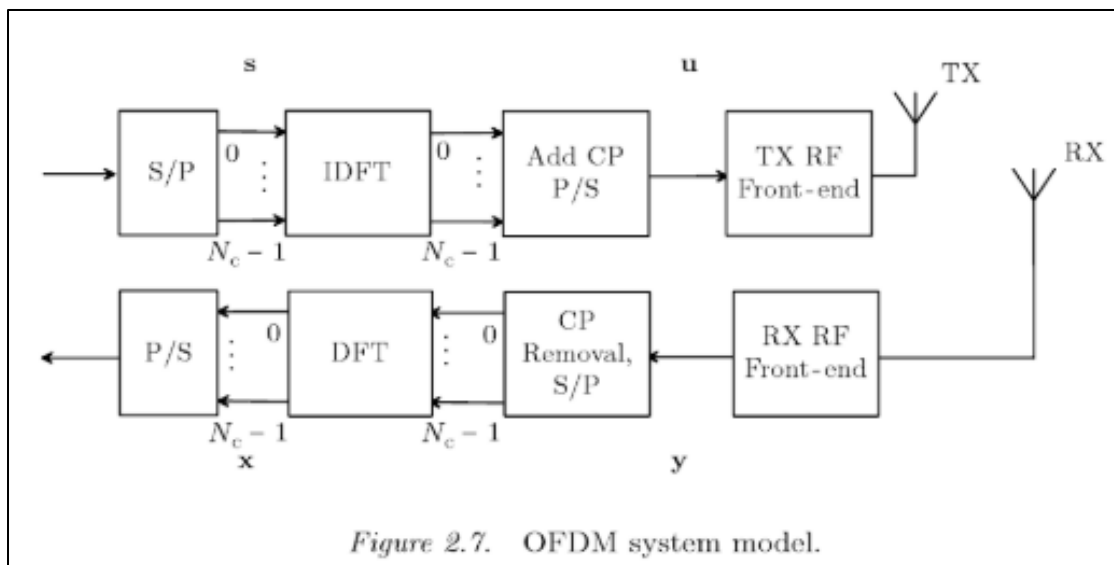 s
u
TX
RX
S/P
0
⋮
N_c − 1
IDFT
0
⋮
N_c − 1
Add CP
P/S
TX RF
Front-end
P/S
0
⋮
N_c − 1
DFT
0
⋮
N_c − 1
CP
Removal,
S/P
RX RF
Front-end
x
y
Figure 2.7. OFDM system model.